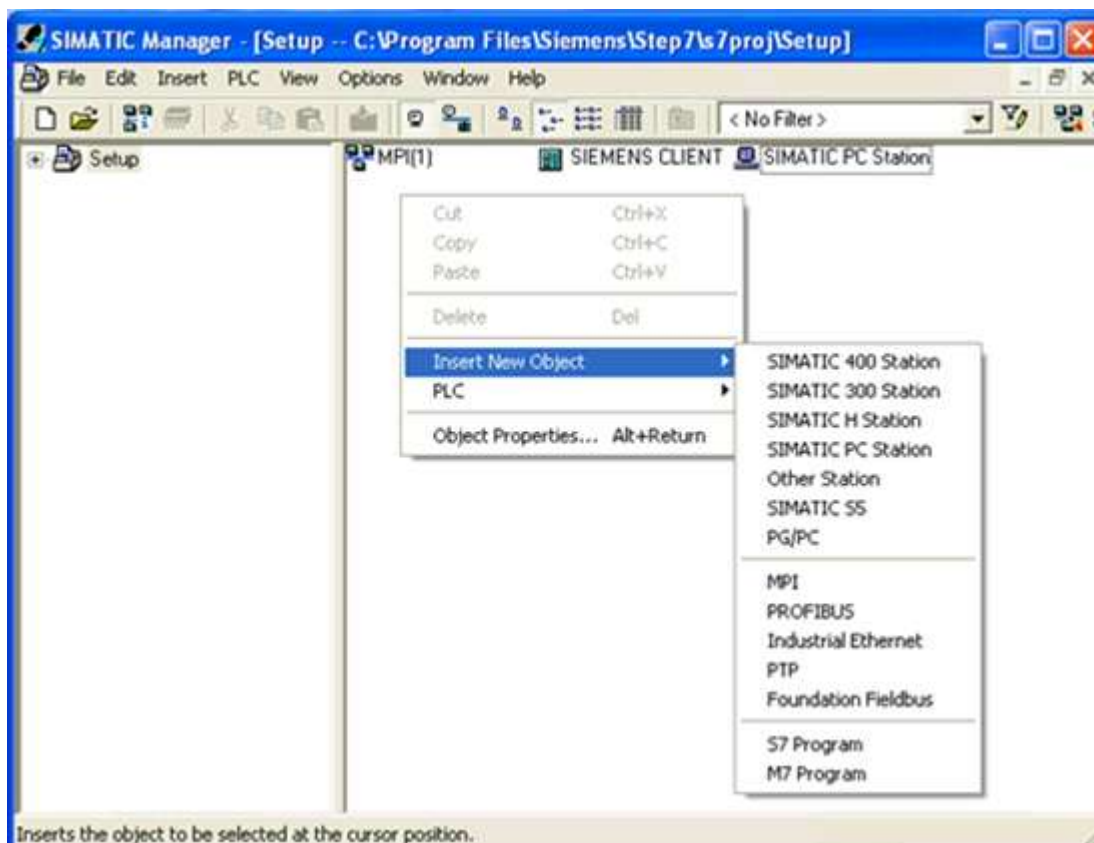 SIMATIC Manager - [Setup -- C:\Program Files\Siemens\Step7\s7proj\Setup]
File Edit Insert PLC View Options Window Help
< No Filter >
Setup
MPI(1) SIEMENS CLIENT SIMATIC PC Station
Cut Ctrl+X
Copy Ctrl+C
Paste Ctrl+V
Delete Del
Insert New Object
PLC
Object Properties... Alt+Return
SIMATIC 400 Station
SIMATIC 300 Station
SIMATIC H Station
SIMATIC PC Station
Other Station
SIMATIC S5
PG/PC
MPI
PROFIBUS
Industrial Ethernet
PTP
Foundation Fieldbus
S7 Program
M7 Program
Inserts the object to be selected at the cursor position.